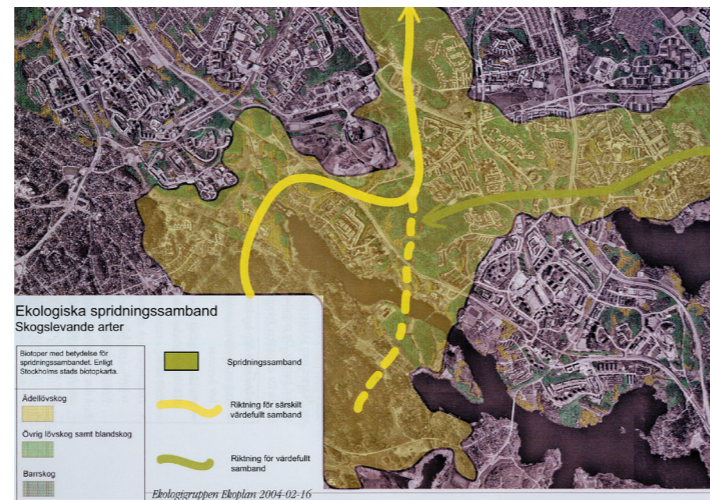 Ekologiska spridningssamband
Skogslevande arter
Biotoper med betydelse för
spridningssambandet. Enligt
Stockholms stads biotopkarta.
Ädellövskog
Övrig lövskog samt blandskog
Barrskog
Spridningssamband
Riktning för särskilt
värdefullt samband
Riktning för värdefullt
samband
Ekologigruppen Ekoplan 2004-02-16